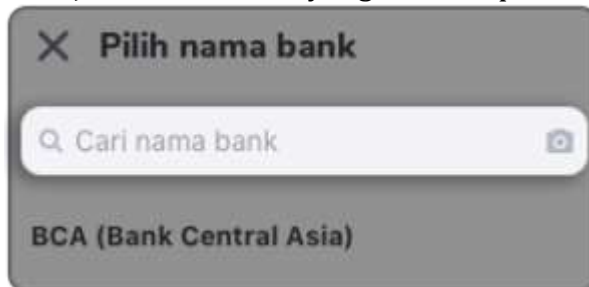 Pilih nama bank
Cari nama bank
BCA (Bank Central Asia)